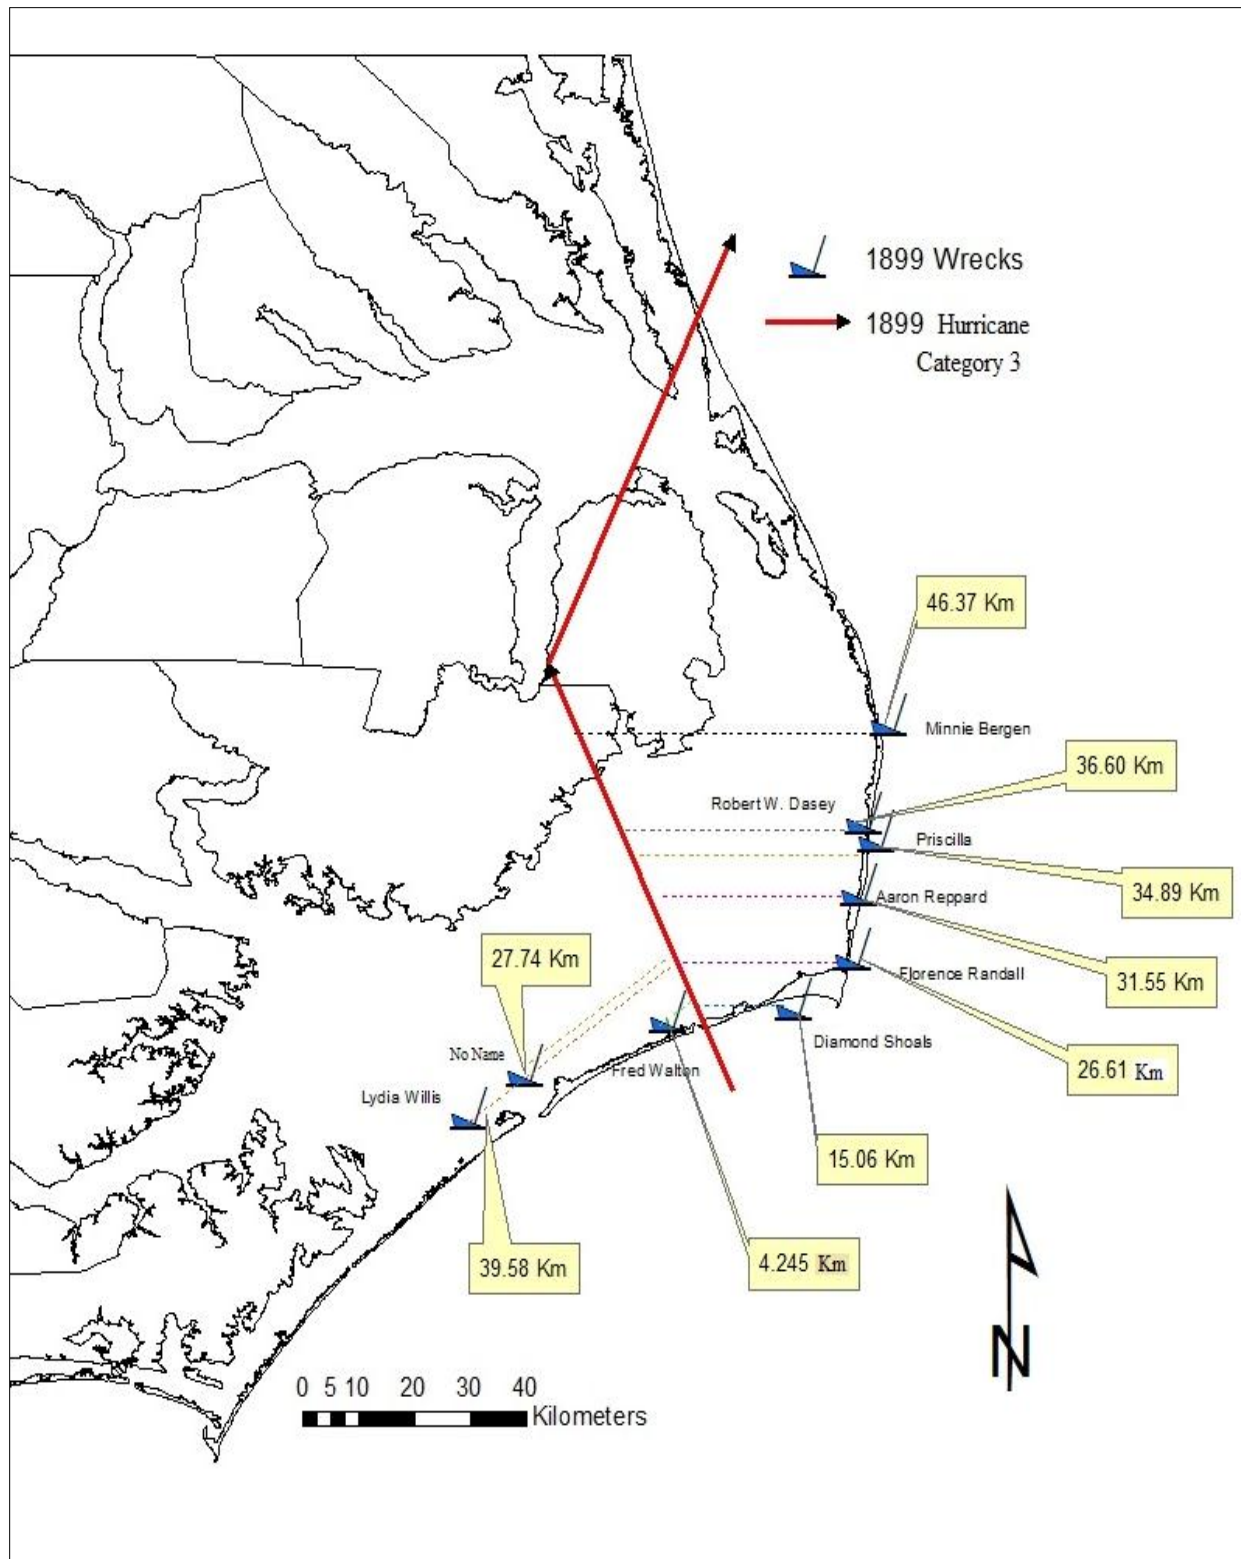 1899 Wrecks
1899 Hurricane
Category 3
46.37 Km
Minnie Bergen
36.60 Km
Robert W. Dasey
Priscilla
34.89 Km
Aaron Reppard
27.74 Km
Florence Randall
31.55 Km
No Name
Diamond Shoals
Fred Walton
26.61 Km
Lydia Willis
15.06 Km
4.245 Km
39.58 Km
N
0 5 10 20 30 40
Kilometers